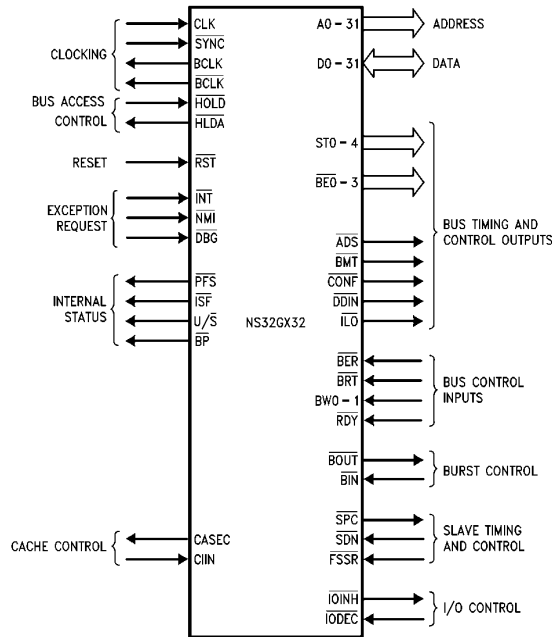 CLOCKING
CLK
SYNC
BCLK
BCLK
BUS ACCESS
CONTROL
HOLD
HLDA
RESET
RST
EXCEPTION
REQUEST
INT
NMI
DBG
INTERNAL
STATUS
PFS
ISF
U/S
BP
CACHE CONTROL
CASEC
CIIN
NS32GX32
A0-31
ADDRESS
D0-31
DATA
ST0-4
BE0-3
ADS
BMT
CONF
DDIN
ILO
BUS TIMING AND
CONTROL OUTPUTS
BER
BRT
BW0-1
RDY
BUS CONTROL
INPUTS
BOUT
BIN
BURST CONTROL
SPC
SDN
FSSR
SLAVE TIMING
AND CONTROL
IOINH
IODEC
I/O CONTROL